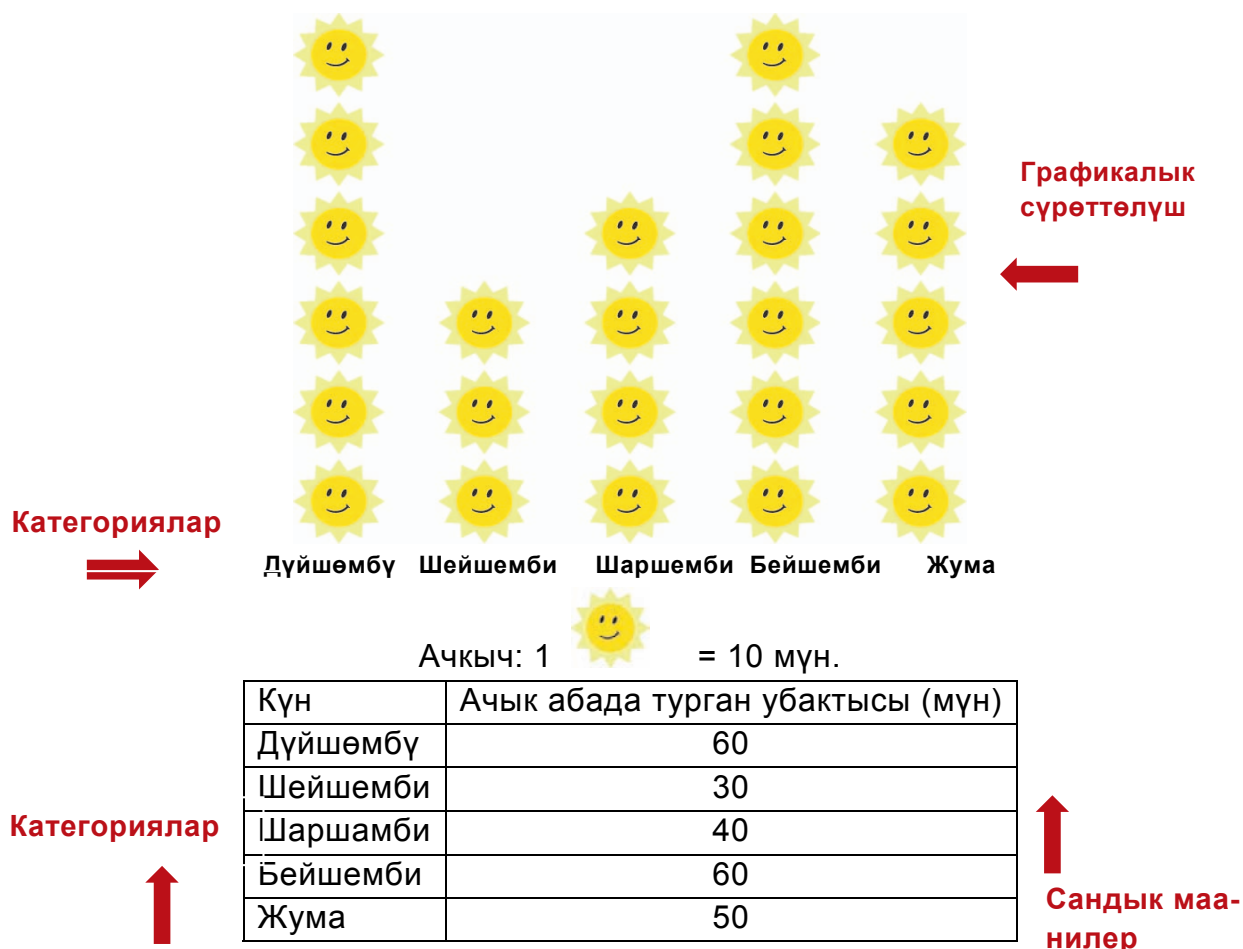 Графикалык
сүрөттөлүш
Категориялар
Дүйшөмбү Шейшемби Шаршемби Бейшемби Жума
Ачкыч: 1 = 10 мүн.
Күн Ачык абада турган убактысы (мүн)
Дүйшөмбү 60
Шейшемби 30
Категориялар
Шаршамби 40
Бейшемби 60
Жума 50
Сандык маа-
нилер